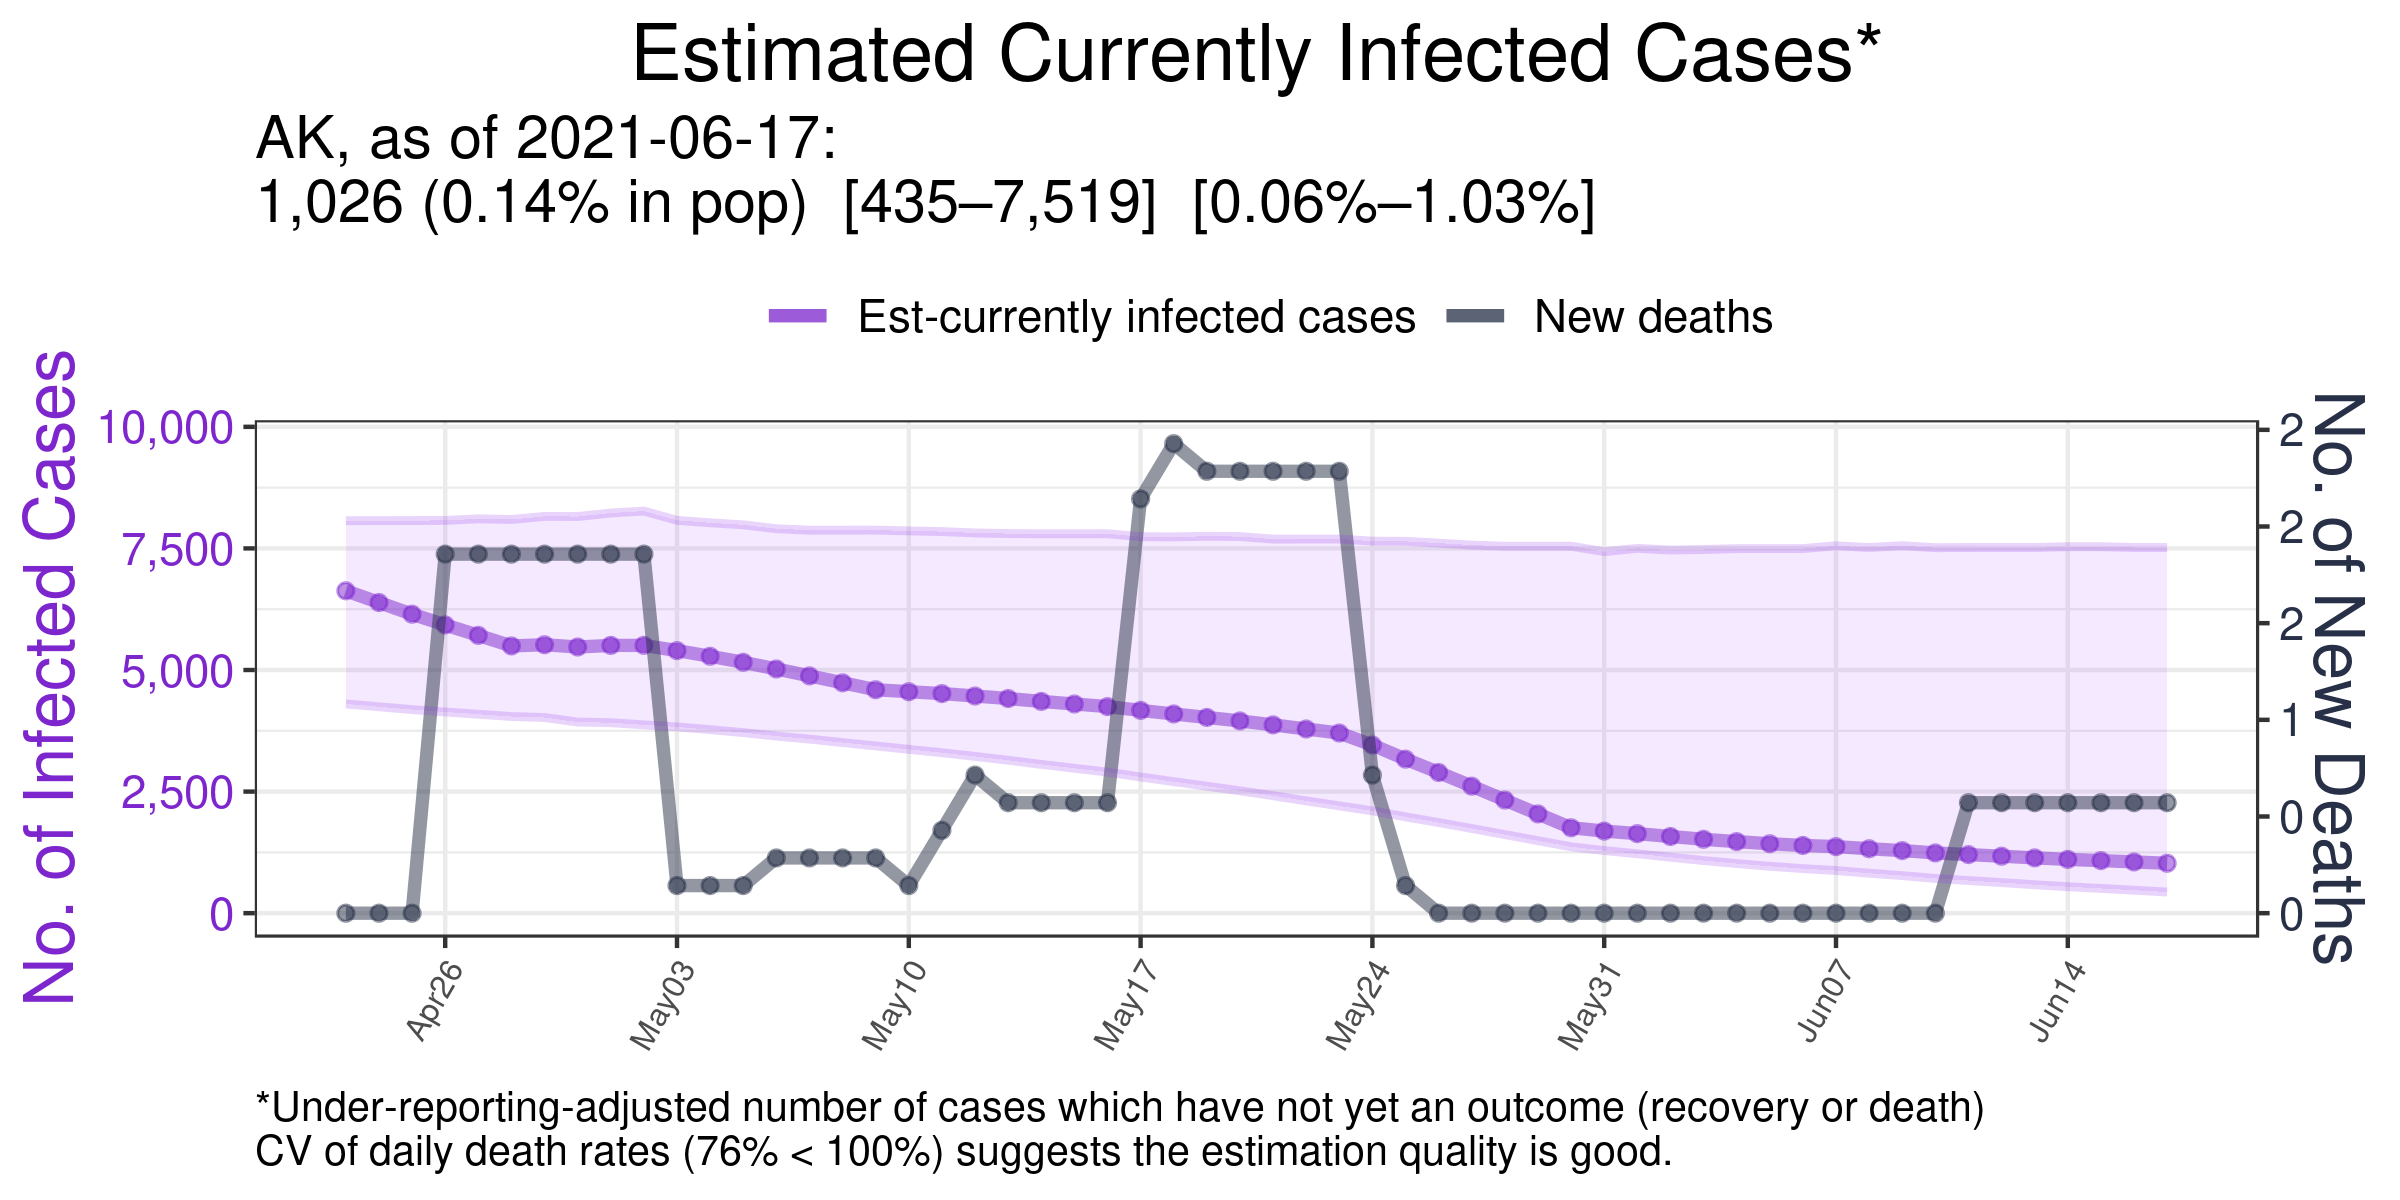 Estimated Currently Infected Cases*
AK, as of 2021-06-17:
1,026 (0.14% in pop)  [435–7,519]  [0.06%–1.03%]
Est-currently infected cases
New deaths
No. of Infected Cases
10,000
7,500
5,000
2,500
0
2
2
2
1
0
0
No. of New Deaths
Apr26
May03
May10
May17
May24
May31
Jun07
Jun14
*Under-reporting-adjusted number of cases which have not yet an outcome (recovery or death)
CV of daily death rates (76% < 100%) suggests the estimation quality is good.